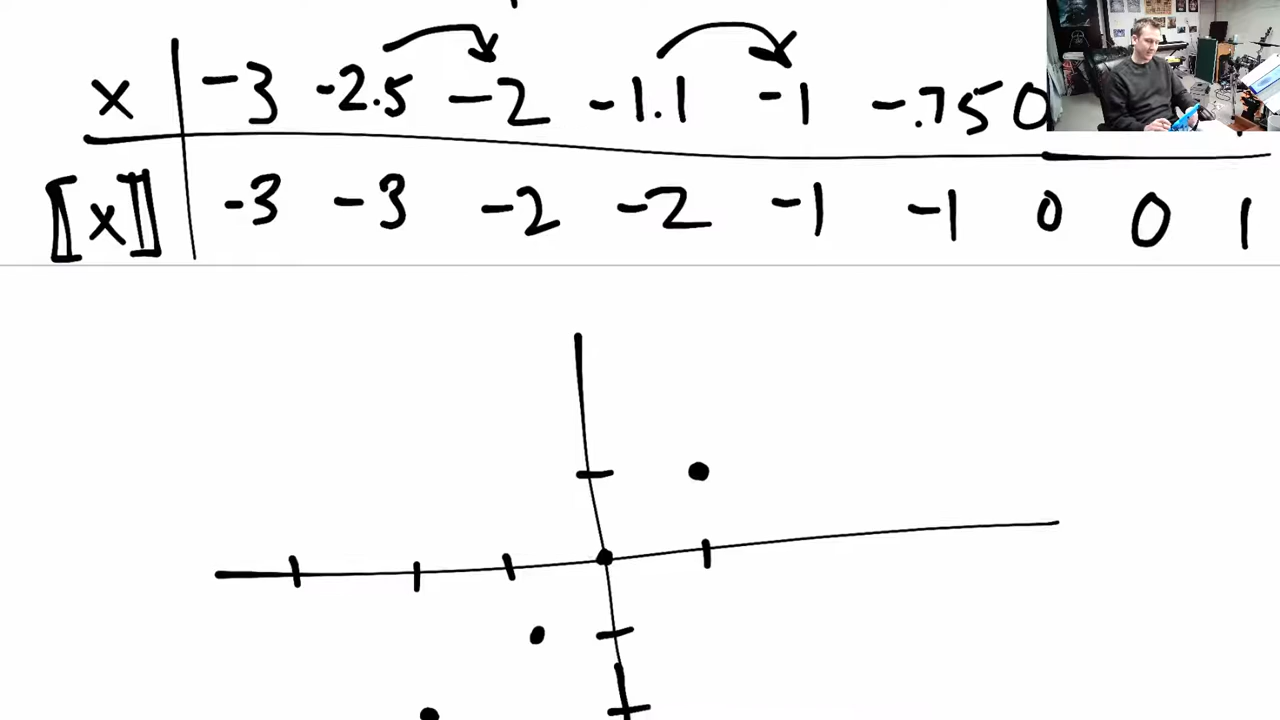 x -3 -2.5 -2 -1.1 -1 -.75 0
⟦x⟧ -3 -3 -2 -2 -1 -1 0 0 1